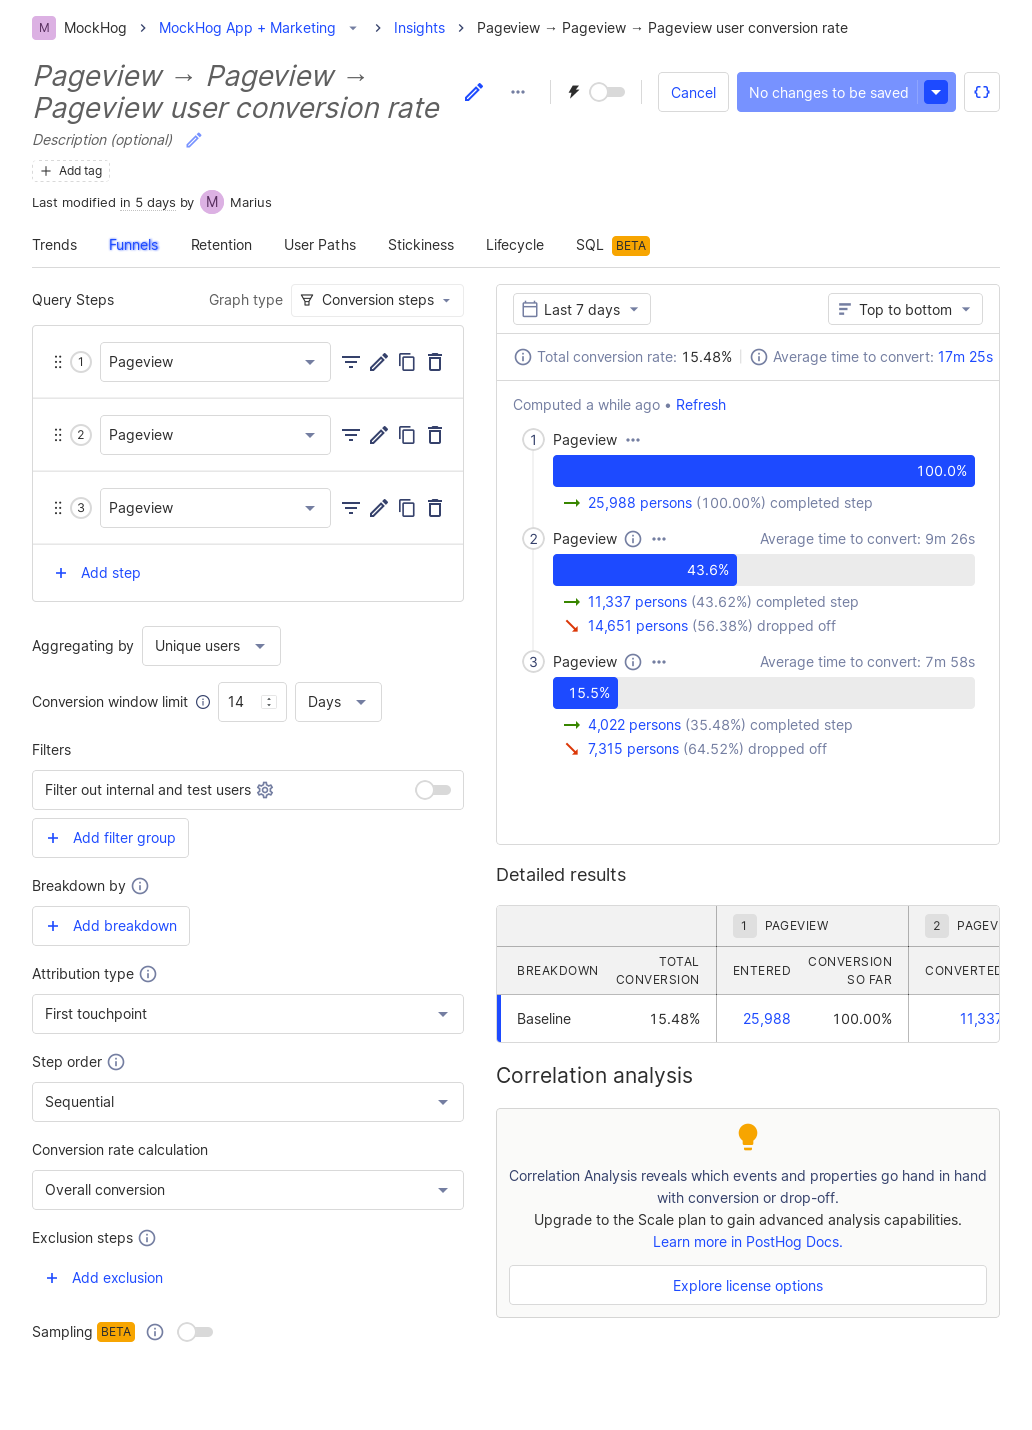 M MockHog MockHog App + Marketing Insights Pageview → Pageview → Pageview user conversion rate
Pageview → Pageview →
Pageview user conversion rate
Cancel
No changes to be saved
Description (optional)
Add tag
Last modified in 5 days by M Marius
Trends Funnels Retention User Paths Stickiness Lifecycle SQL BETA
Query Steps
Graph type Conversion steps
1 Pageview
2 Pageview
3 Pageview
Add step
Aggregating by Unique users
Conversion window limit 14 Days
Filters
Filter out internal and test users
Add filter group
Breakdown by
Add breakdown
Attribution type
First touchpoint
Step order
Sequential
Conversion rate calculation
Overall conversion
Exclusion steps
Add exclusion
Sampling BETA
Last 7 days Top to bottom
Total conversion rate: 15.48% Average time to convert: 17m 25s
Computed a while ago • Refresh
1 Pageview
100.0%
25,988 persons (100.00%) completed step
2 Pageview Average time to convert: 9m 26s
43.6%
11,337 persons (43.62%) completed step
14,651 persons (56.38%) dropped off
3 Pageview Average time to convert: 7m 58s
15.5%
4,022 persons (35.48%) completed step
7,315 persons (64.52%) dropped off
Detailed results
1 PAGEVIEW 2 PAGEV
BREAKDOWN TOTAL CONVERSION ENTERED CONVERSION SO FAR CONVERTED
Baseline 15.48% 25,988 100.00% 11,337
Correlation analysis
Correlation Analysis reveals which events and properties go hand in hand
with conversion or drop-off.
Upgrade to the Scale plan to gain advanced analysis capabilities.
Learn more in PostHog Docs.
Explore license options